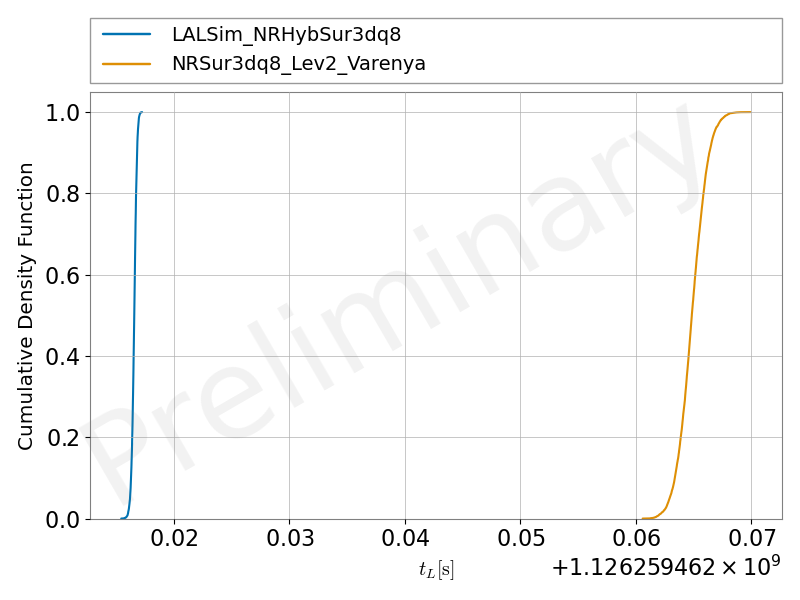 LALSim_NRHybSur3dq8
NRSur3dq8_Lev2_Varenya
Preliminary
Cumulative Density Function
1.0
0.8
0.6
0.4
0.2
0.0
0.02 0.03 0.04 0.05 0.06 0.07
t_L[s]
+1.126259462 × 10⁹